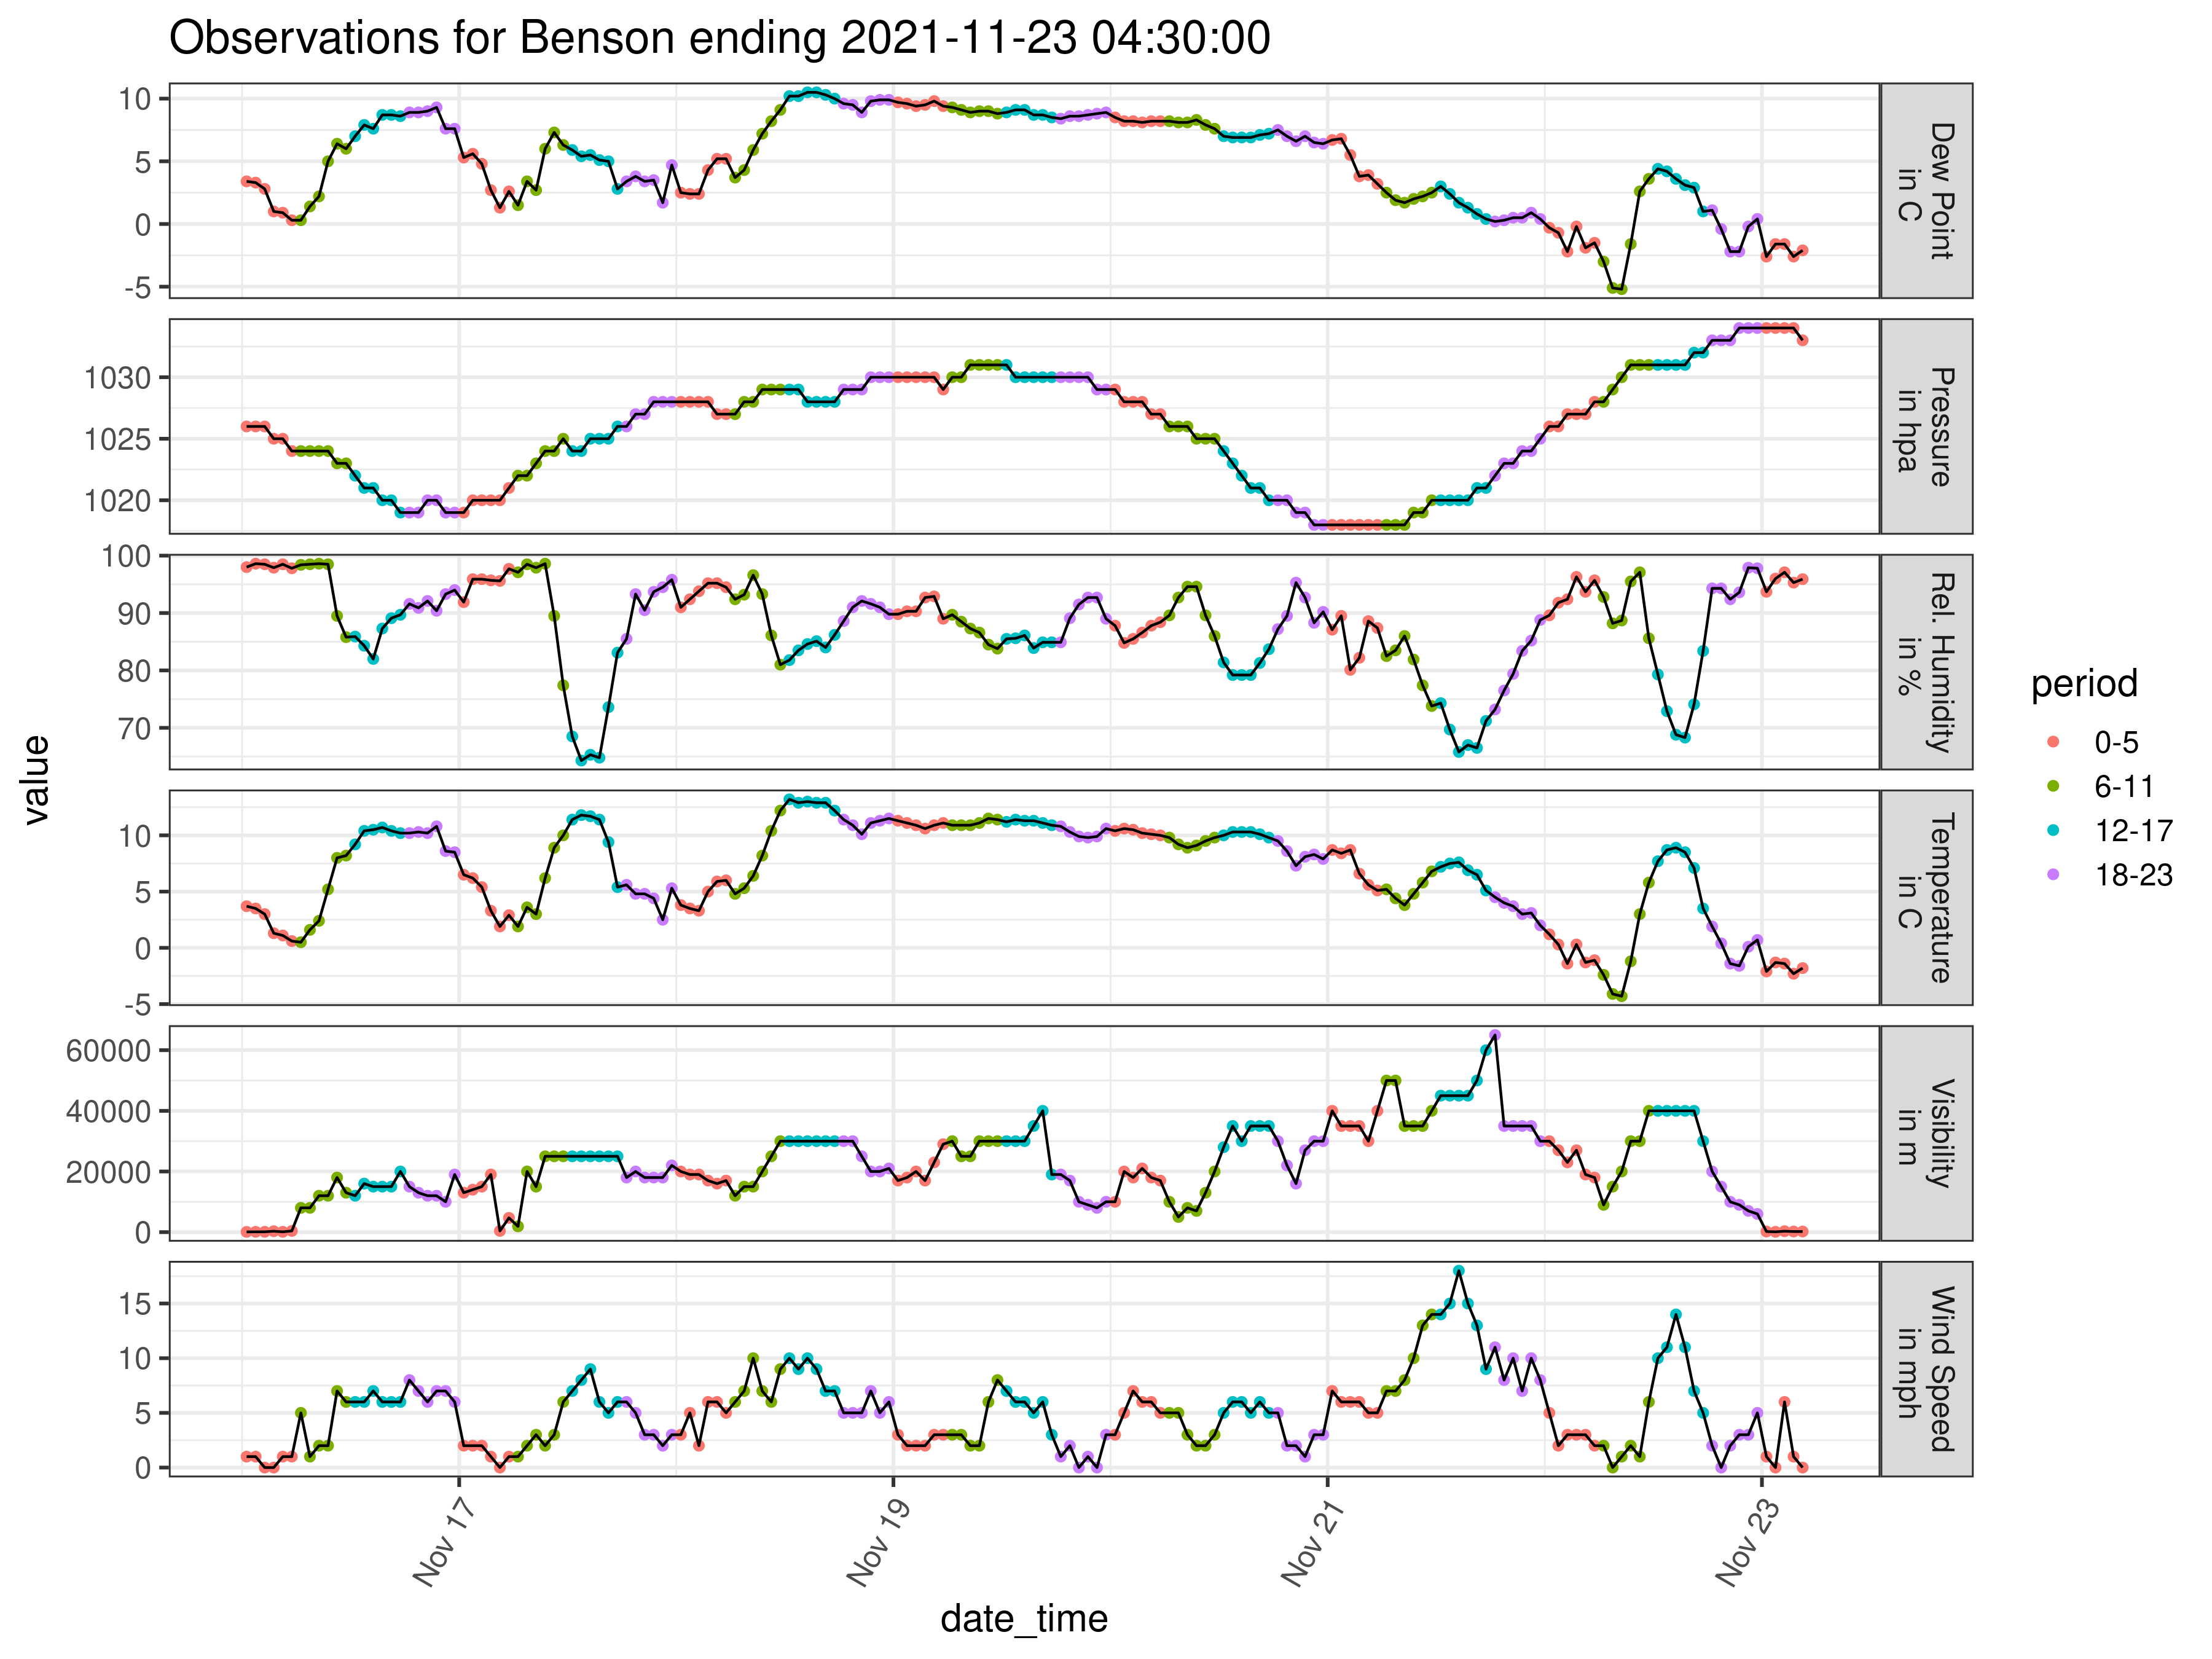 Observations for Benson ending 2021-11-23 04:30:00
value
10
5
0
-5
Dew Point
in C
1030
1025
1020
Pressure
in hpa
100
90
80
70
Rel. Humidity
in %
10
5
0
-5
Temperature
in C
60000
40000
20000
0
Visibility
in m
15
10
5
0
Wind Speed
in mph
Nov 17
Nov 19
Nov 21
Nov 23
date_time
period
0-5
6-11
12-17
18-23